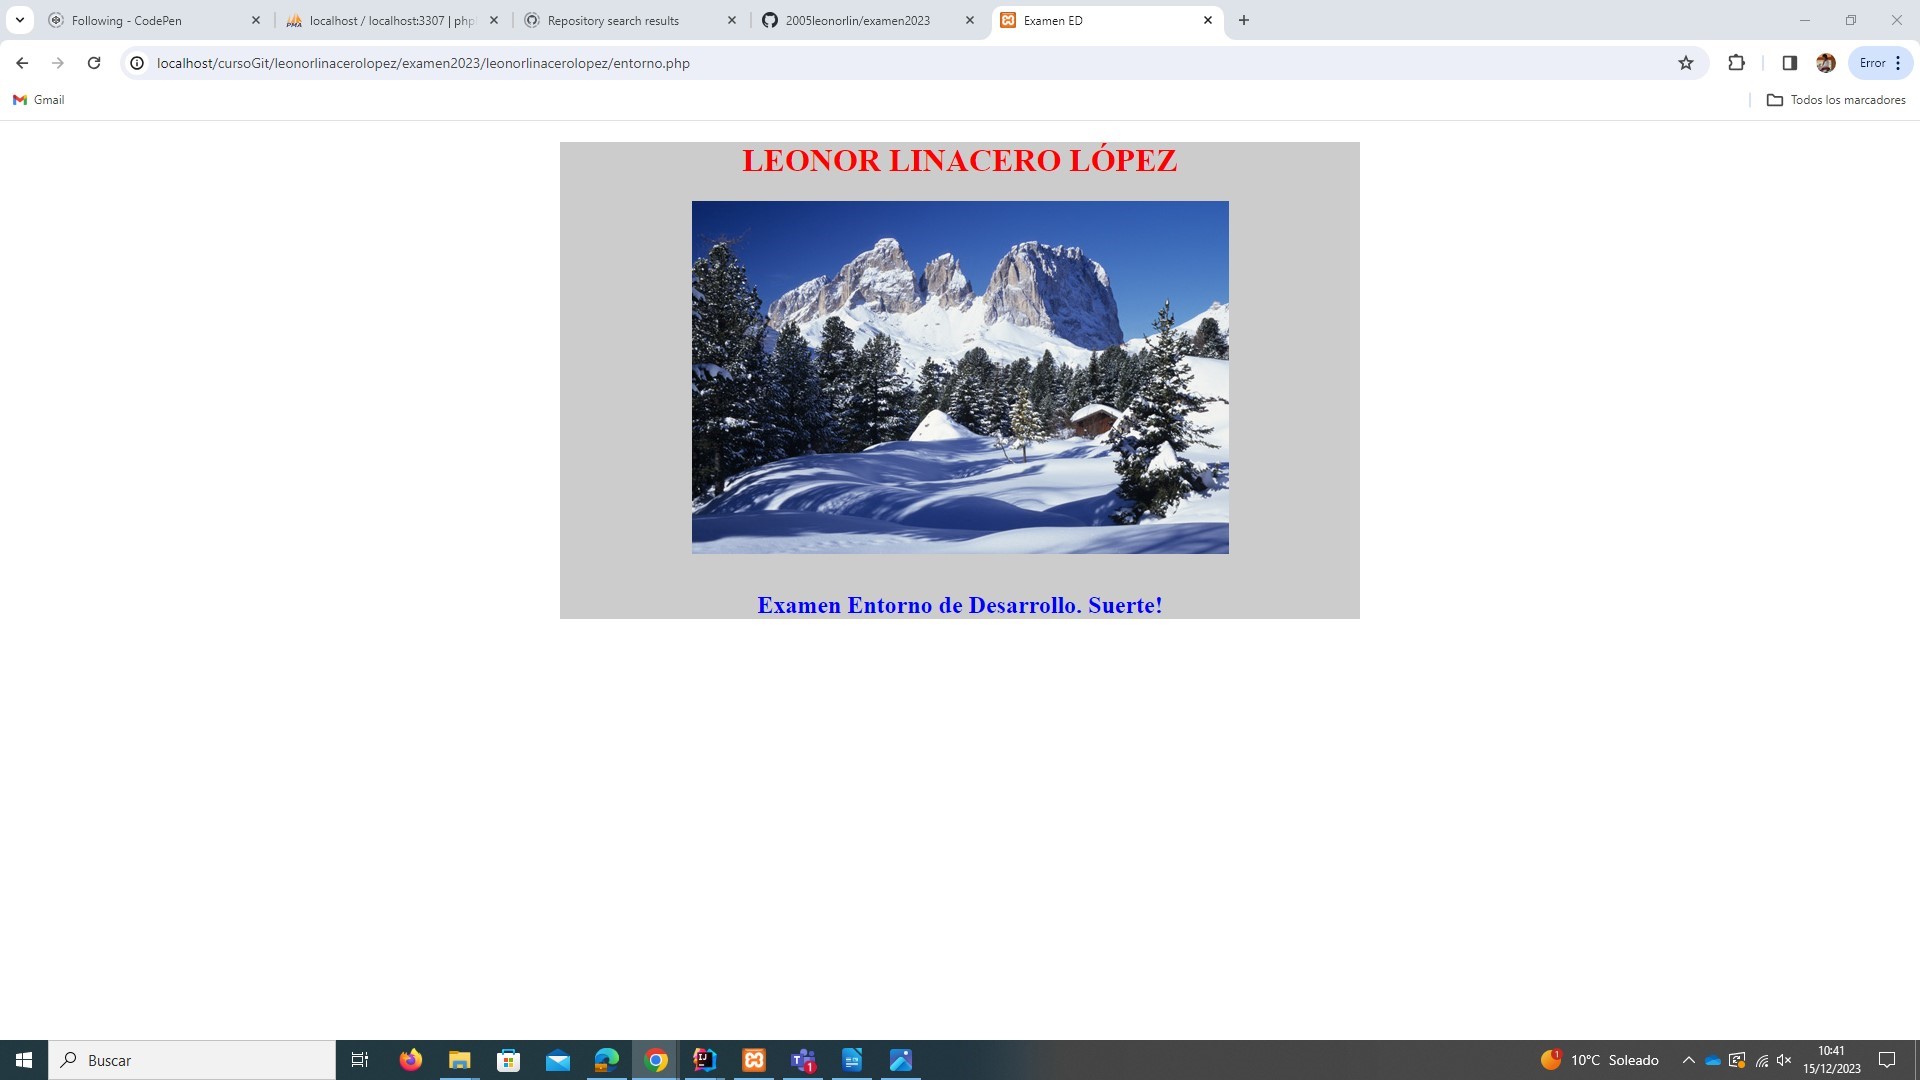 Following - CodePen
localhost / localhost:3307 | php
Repository search results
2005leonorlin/examen2023
Examen ED
localhost/cursoGit/leonorlinacerolopez/examen2023/leonorlinacerolopez/entorno.php
Error
Gmail
Todos los marcadores
LEONOR LINACERO LÓPEZ
Examen Entorno de Desarrollo. Suerte!
Buscar
1
1
10°C Soleado
10:41
15/12/2023